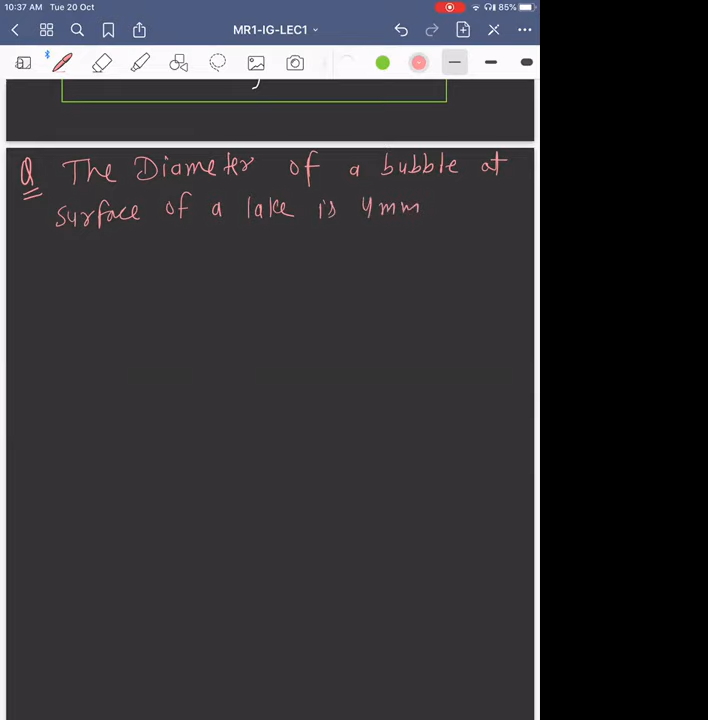 10:37 AM Tue 20 Oct 85%
MR1-IG-LEC1
Q The Diameter of a bubble at
surface of a lake is 4mm